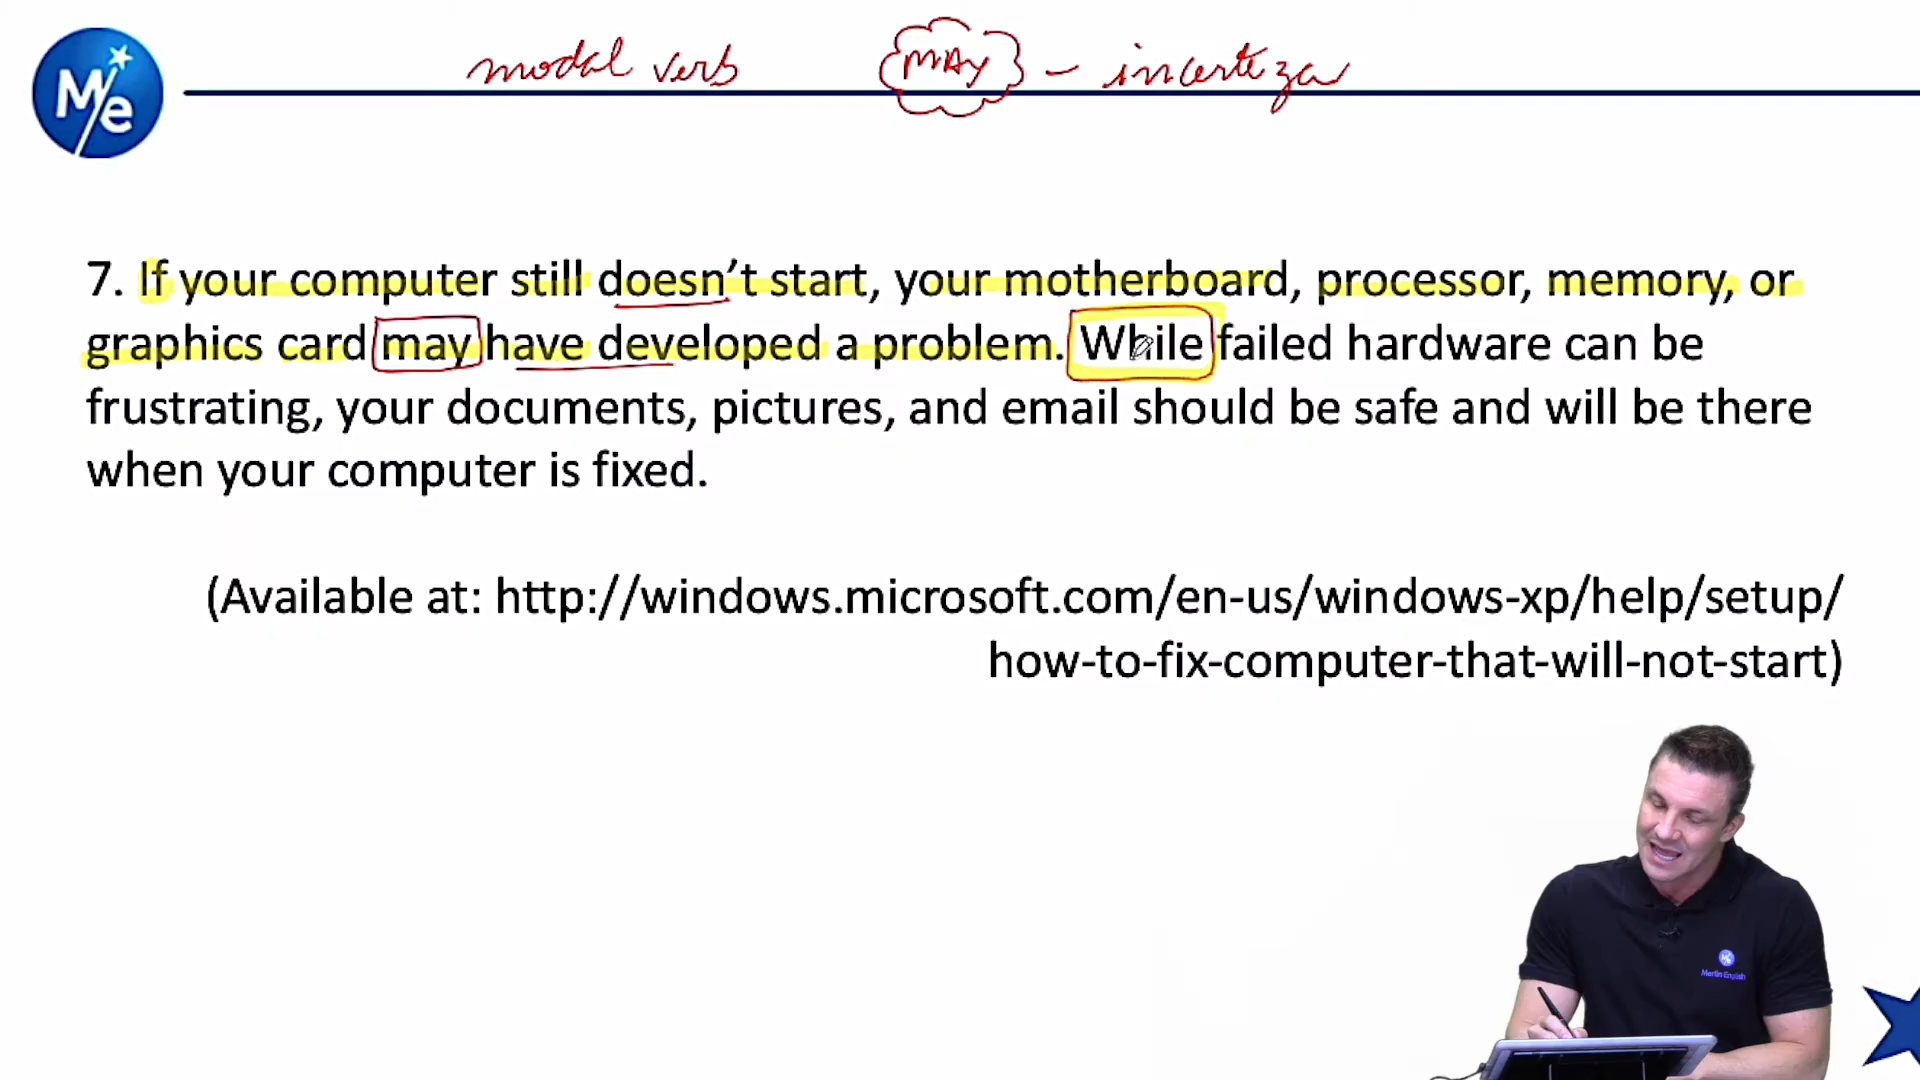 modal verb MAY - incerteza
M/e
7. If your computer still doesn't start, your motherboard, processor, memory, or
graphics card may have developed a problem. While failed hardware can be
frustrating, your documents, pictures, and email should be safe and will be there
when your computer is fixed.
(Available at: http://windows.microsoft.com/en-us/windows-xp/help/setup/
how-to-fix-computer-that-will-not-start)
M/e
Merlin English